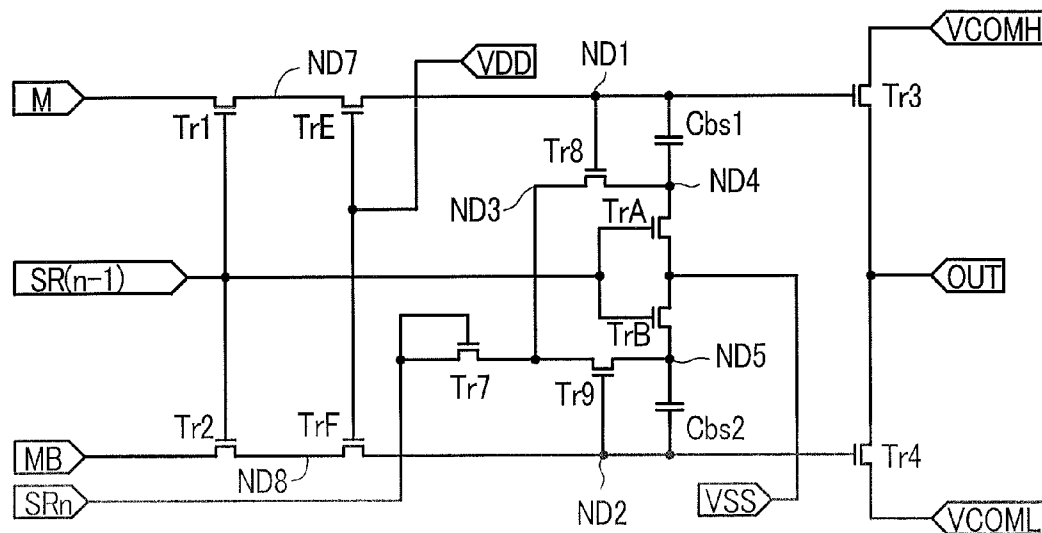 VCOMH
ND7
VDD
ND1
M
Tr1
TrE
Cbs1
Tr3
Tr8
ND3
ND4
TrA
SR(n-1)
OUT
TrB
ND5
Tr7
Tr9
Tr2
TrF
Cbs2
MB
ND8
Tr4
SRn
ND2
VSS
VCOML